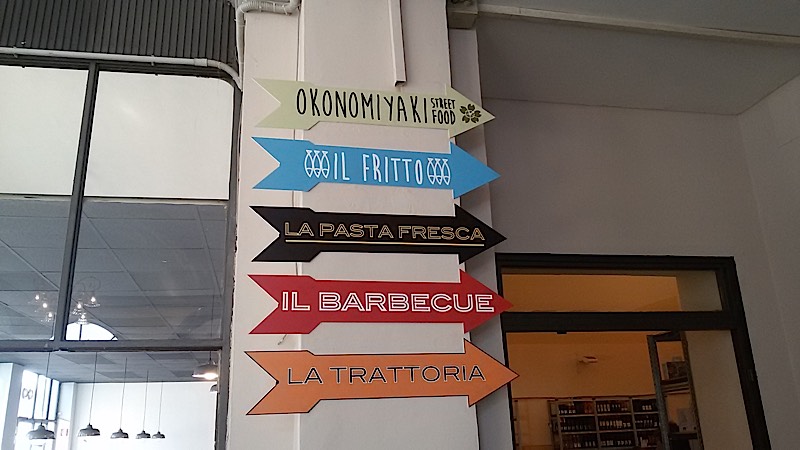 OKONOMIYAKI STREET FOOD
IL FRITTO
LA PASTA FRESCA
IL BARBECUE
LA TRATTORIA